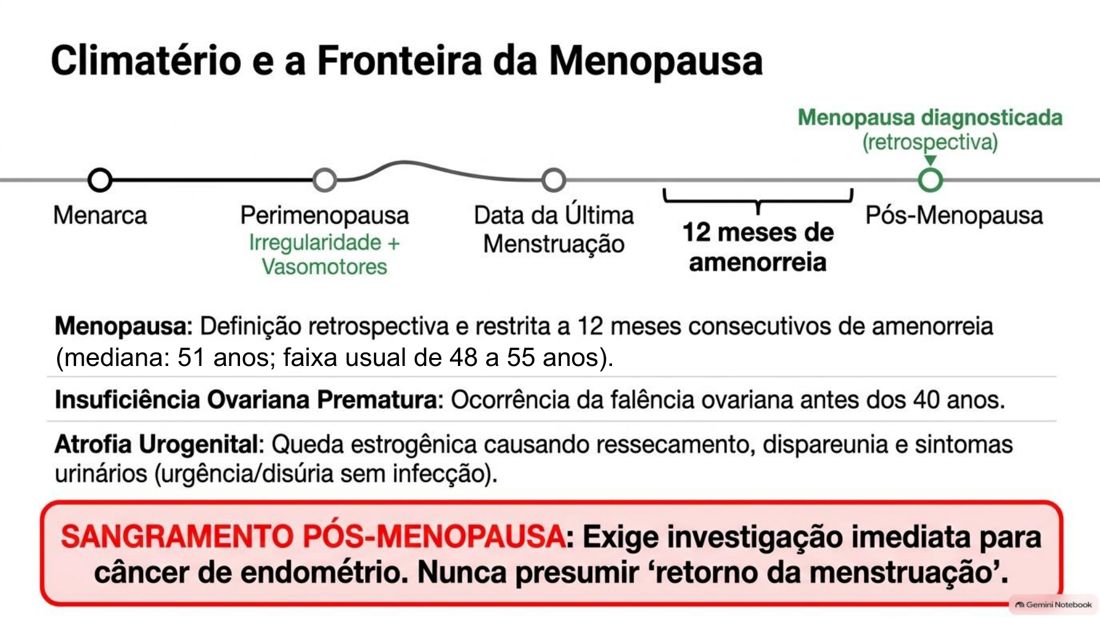 Climatério e a Fronteira da Menopausa
Menopausa diagnosticada
(retrospectiva)
Menarca
Perimenopausa
Irregularidade +
Vasomotores
Data da Última
Menstruação
12 meses de
amenorreia
Pós-Menopausa
Menopausa: Definição retrospectiva e restrita a 12 meses consecutivos de amenorreia
(mediana: 51 anos; faixa usual de 48 a 55 anos).
Insuficiência Ovariana Prematura: Ocorrência da falência ovariana antes dos 40 anos.
Atrofia Urogenital: Queda estrogênica causando ressecamento, dispareunia e sintomas
urinários (urgência/disúria sem infecção).
SANGRAMENTO PÓS-MENOPAUSA: Exige investigação imediata para
câncer de endométrio. Nunca presumir ‘retorno da menstruação’.
Gemini Notebook